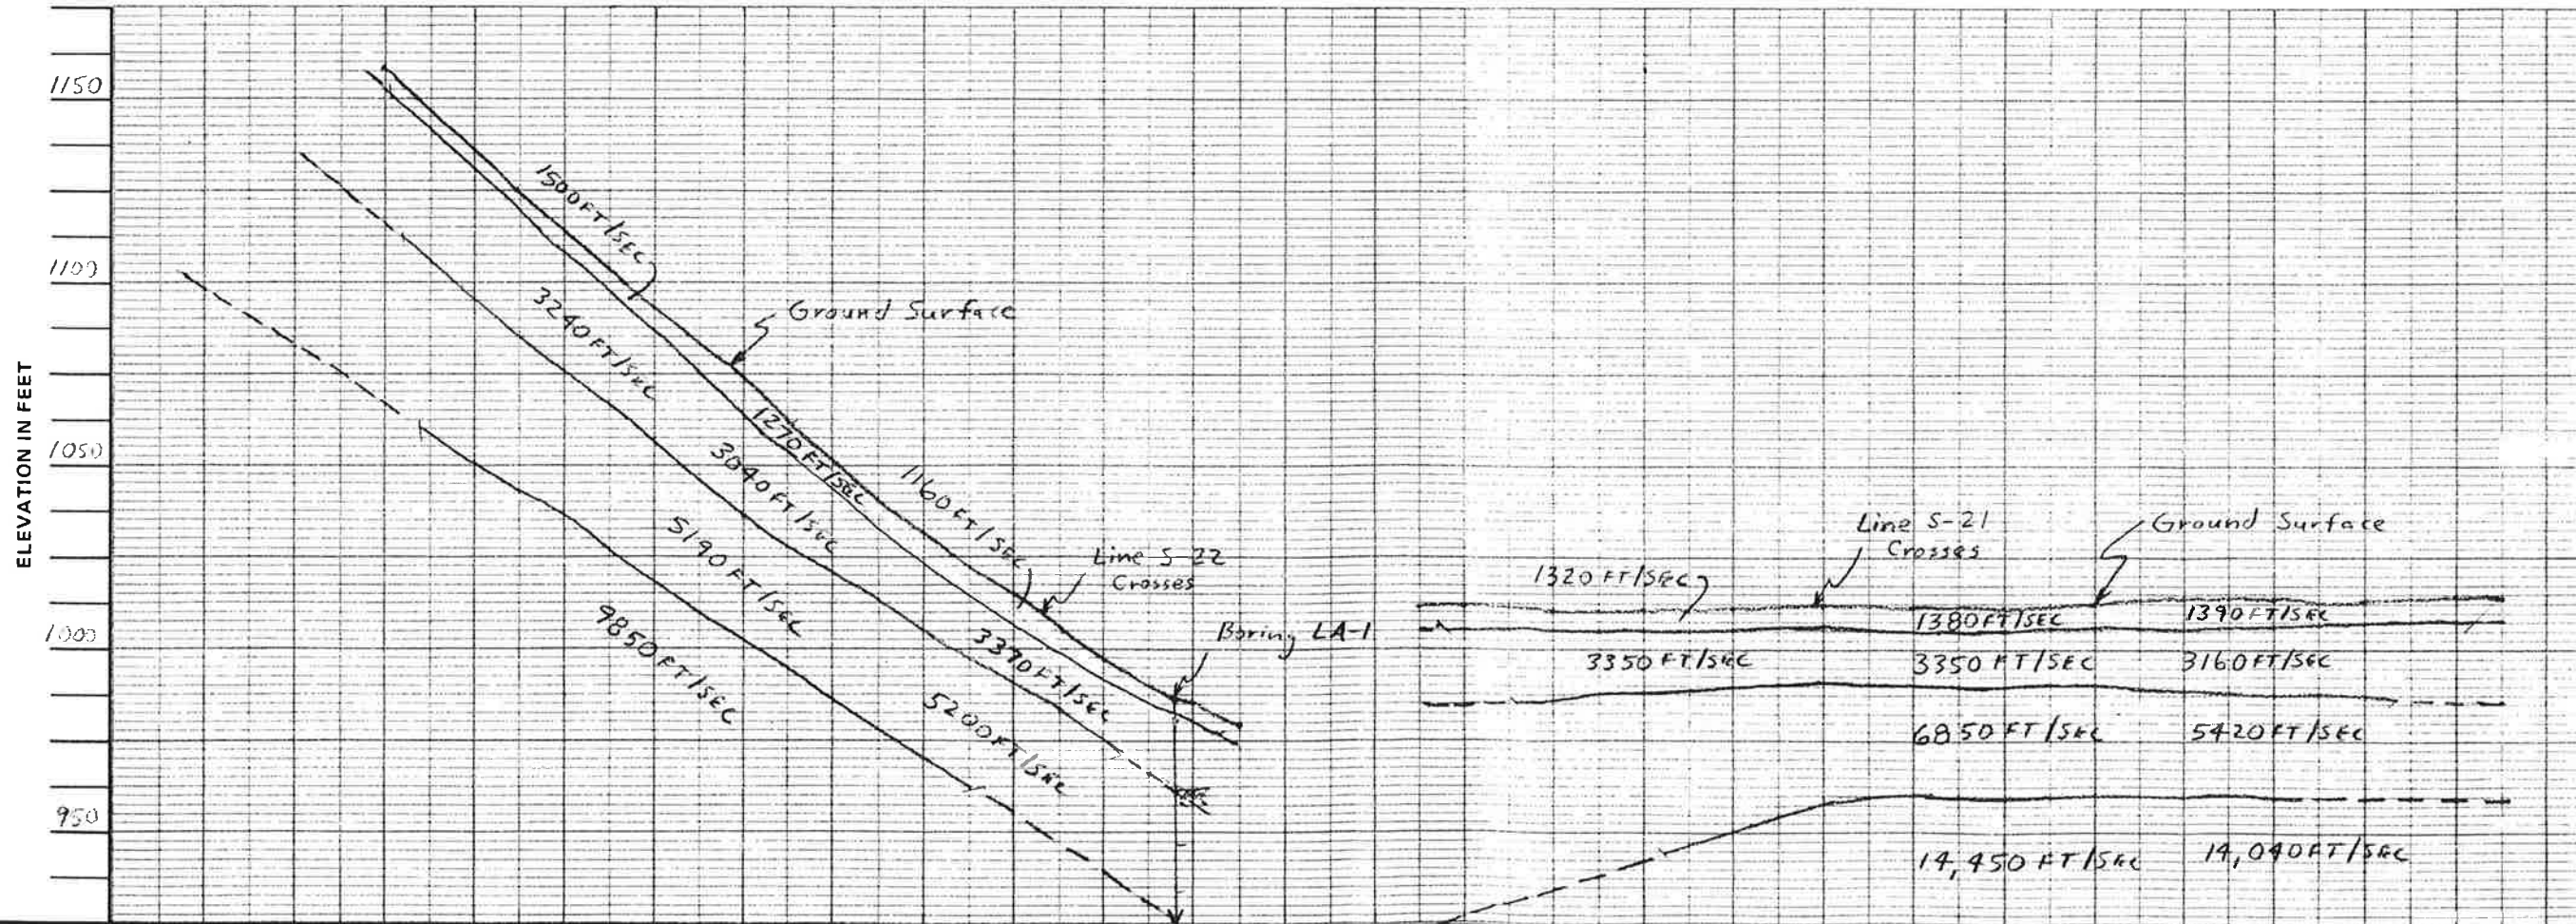 ELEVATION IN FEET
1150
1100
1050
1000
950
1500 FT/SEC
3240 FT/SEC
Ground Surface
1270 FT/SEC
3040 FT/SEC
1160 FT/SEC
5190 FT/SEC
9850 FT/SEC
Line S-22
Crosses
3370 FT/SEC
5200 FT/SEC
Boring LA-1
1320 FT/SEC
Line S-21
Crosses
Ground Surface
1380 FT/SEC
1390 FT/SEC
3350 FT/SEC
3350 FT/SEC
3160 FT/SEC
6850 FT/SEC
5420 FT/SEC
14,450 FT/SEC
14,040 FT/SEC